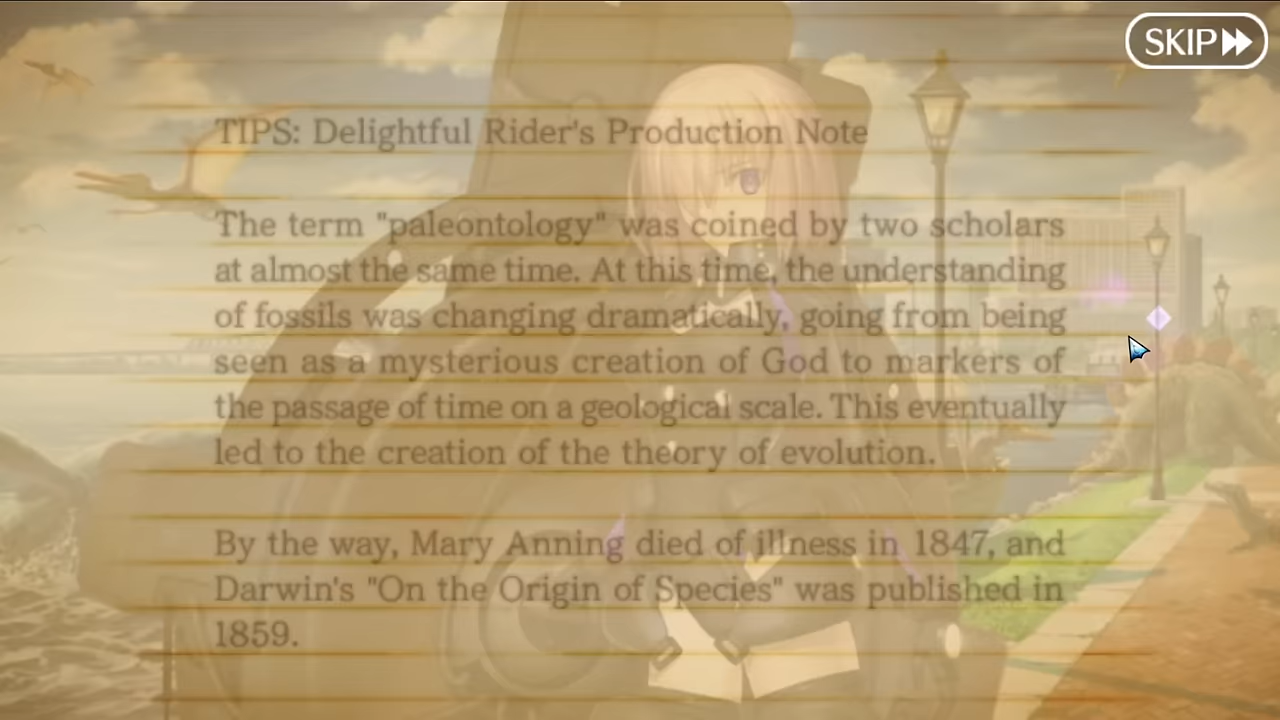 SKIP
TIPS: Delightful Rider's Production Note
The term "paleontology" was coined by two scholars
at almost the same time. At this time, the understanding
of fossils was changing dramatically, going from being
seen as a mysterious creation of God to markers of
the passage of time on a geological scale. This eventually
led to the creation of the theory of evolution.
By the way, Mary Anning died of illness in 1847, and
Darwin's "On the Origin of Species" was published in
1859.